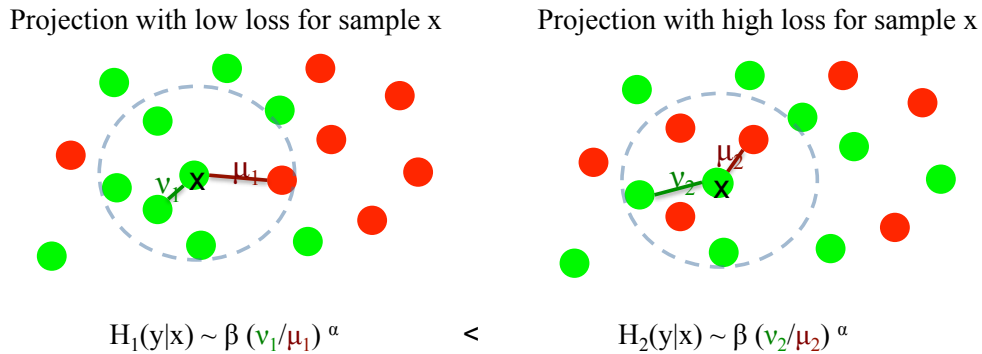 Projection with low loss for sample x
Projection with high loss for sample x
μ₁
ν₁
x
μ₂
ν₂
x
H₁(y|x) ~ β (ν₁/μ₁) ᵅ < H₂(y|x) ~ β (ν₂/μ₂) ᵅ